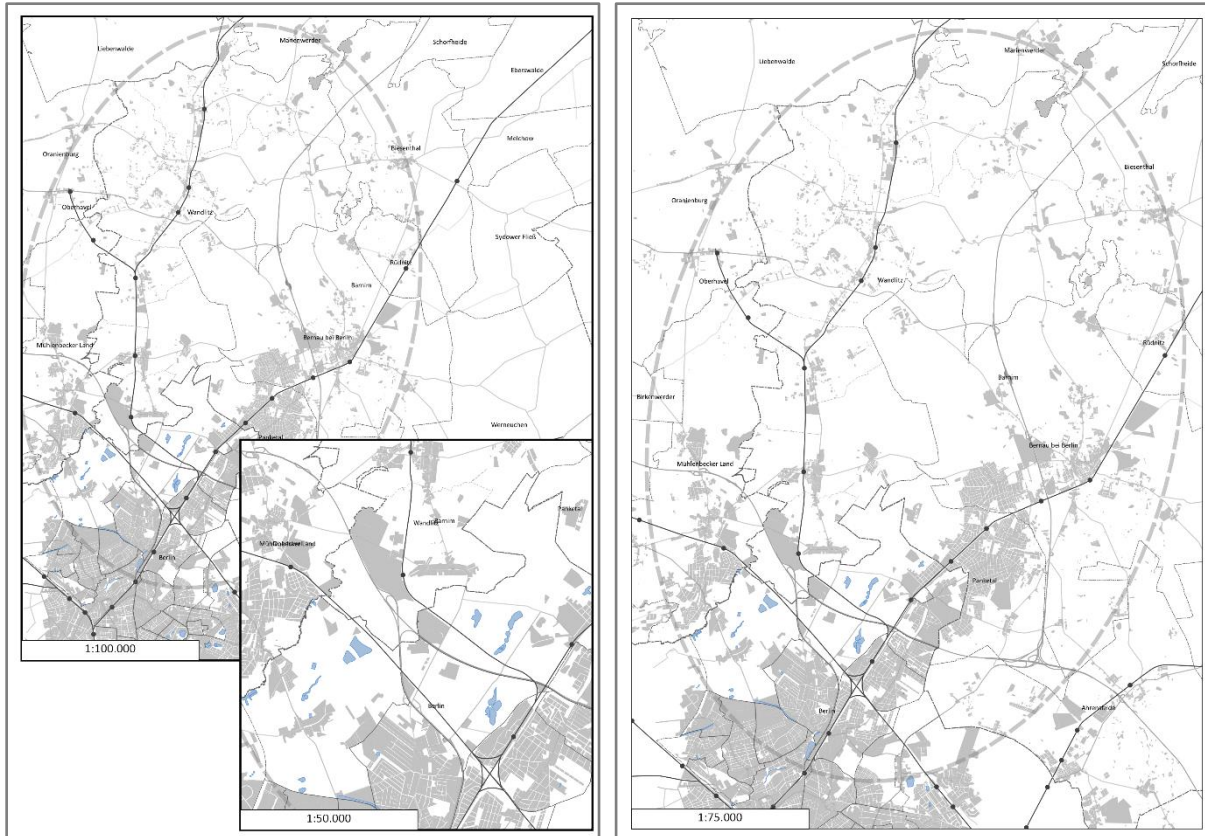 Liebenwalde
Marienwerder
Schorfheide
Eberswalde
Melchow
Oranienburg
Biesenthal
Oberhavel
Wandlitz
Sydower Fließ
Rüdnitz
Barnim
Bernau bei Berlin
Mühlenbecker Land
Werneuchen
Panketal
Berlin
1:100.000
Wandlitz
Barnim
Panketal
Berlin
1:50.000
Marienwerder
Liebenwalde
Schorfheide
Biesenthal
Oranienburg
Oberhavel
Wandlitz
Rüdnitz
Barnim
Birkenwerder
Bernau bei Berlin
Mühlenbecker Land
Panketal
Berlin
Ahrensfelde
1:75.000